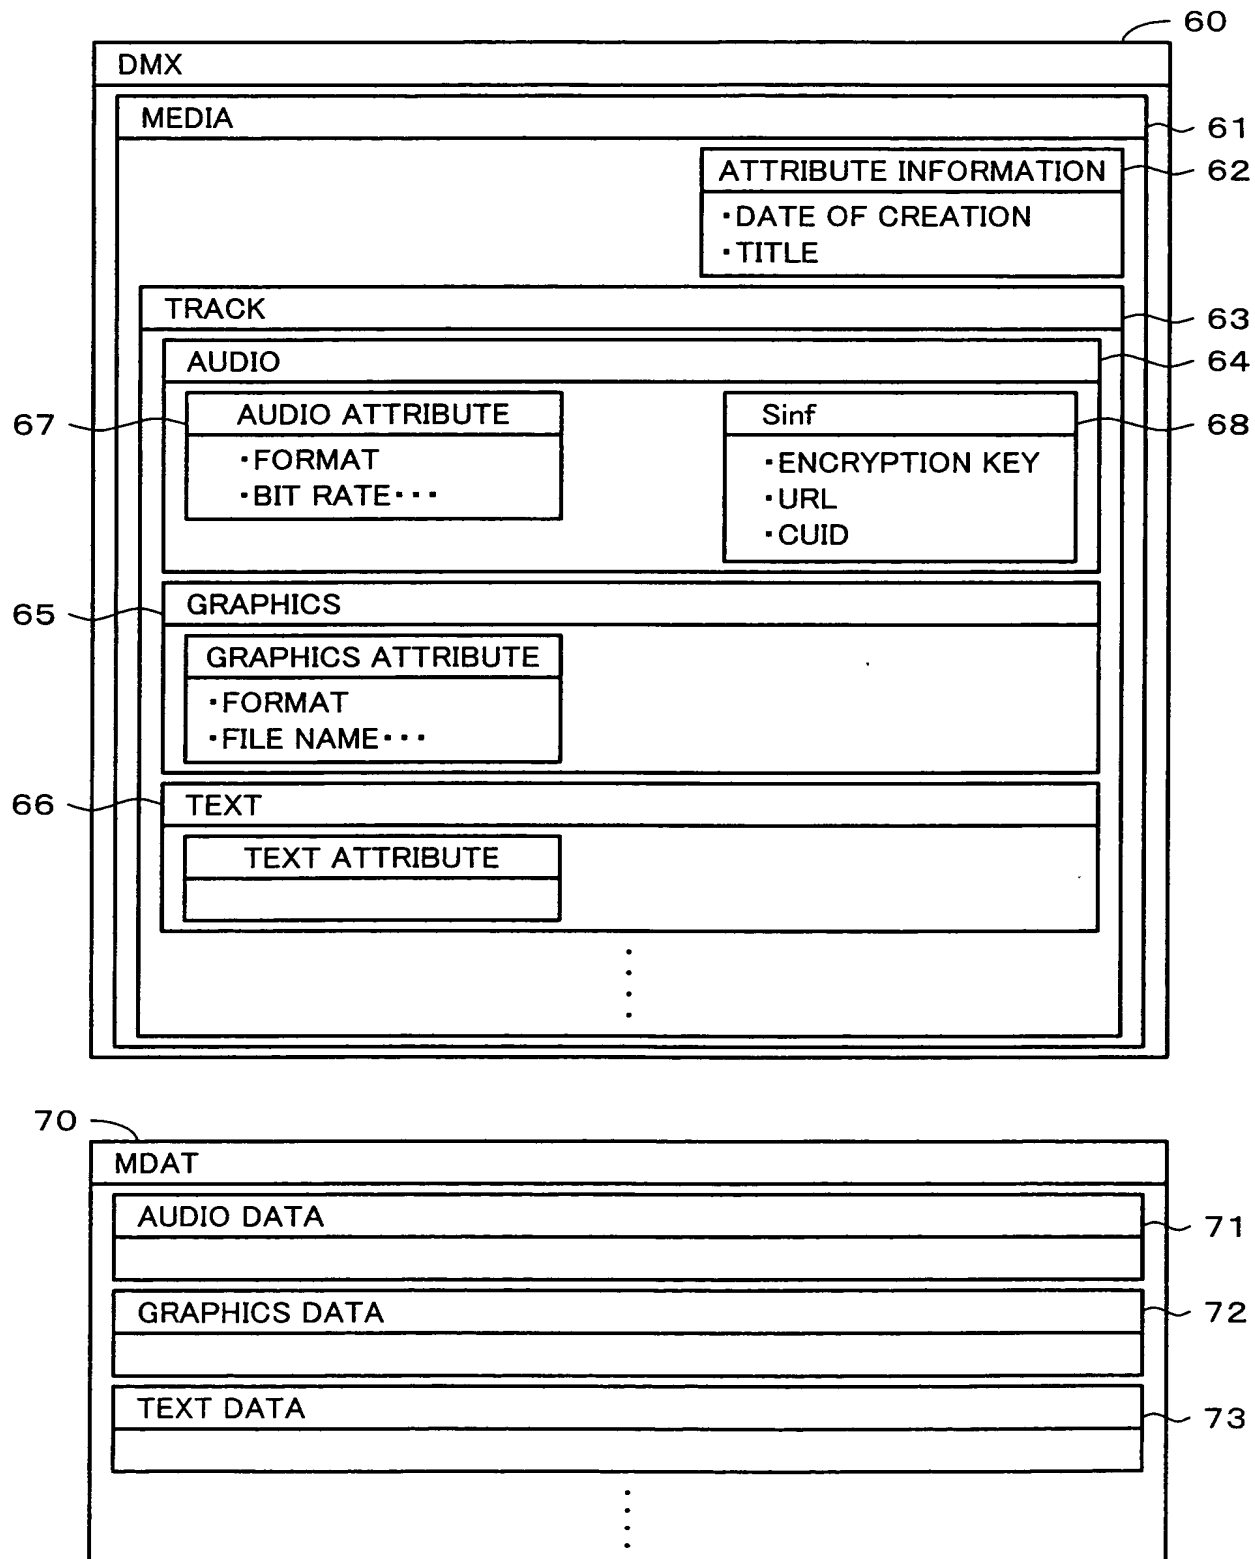 60
DMX
MEDIA
61
ATTRIBUTE INFORMATION
62
・DATE OF CREATION
・TITLE
TRACK
63
AUDIO
64
67
AUDIO ATTRIBUTE
・FORMAT
・BIT RATE・・・
Sinf
68
・ENCRYPTION KEY
・URL
・CUID
65
GRAPHICS
GRAPHICS ATTRIBUTE
・FORMAT
・FILE NAME・・・
66
TEXT
TEXT ATTRIBUTE
70
MDAT
AUDIO DATA
71
GRAPHICS DATA
72
TEXT DATA
73